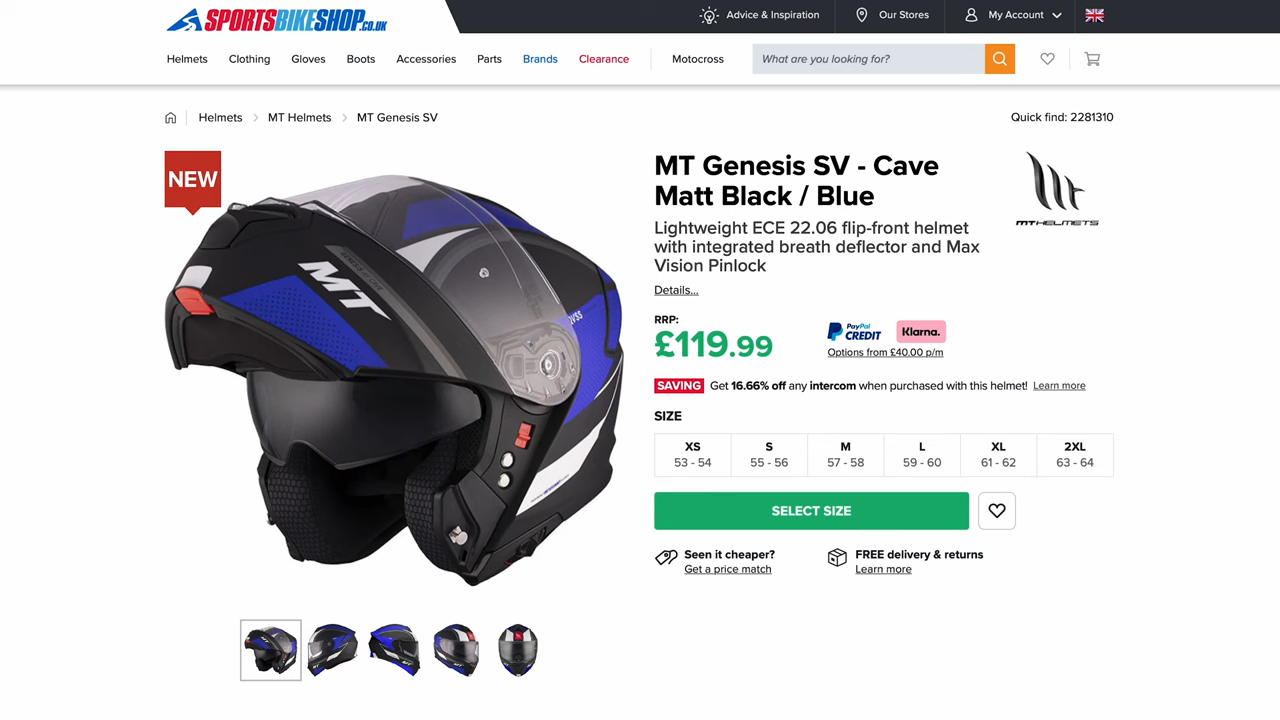 SPORTSBIKESHOP.CO.UK
Advice & Inspiration
Our Stores
My Account
Helmets
Clothing
Gloves
Boots
Accessories
Parts
Brands
Clearance
Motocross
What are you looking for?
Helmets
MT Helmets
MT Genesis SV
Quick find: 2281310
NEW
MT
MT Genesis SV - Cave
Matt Black / Blue
MT HELMETS
Lightweight ECE 22.06 flip-front helmet
with integrated breath deflector and Max
Vision Pinlock
Details...
RRP:
£119.99
PayPal
CREDIT
Klarna.
Options from £40.00 p/m
SAVING Get 16.66% off any intercom when purchased with this helmet! Learn more
SIZE
XS
53 - 54
S
55 - 56
M
57 - 58
L
59 - 60
XL
61 - 62
2XL
63 - 64
SELECT SIZE
Seen it cheaper?
Get a price match
FREE delivery & returns
Learn more